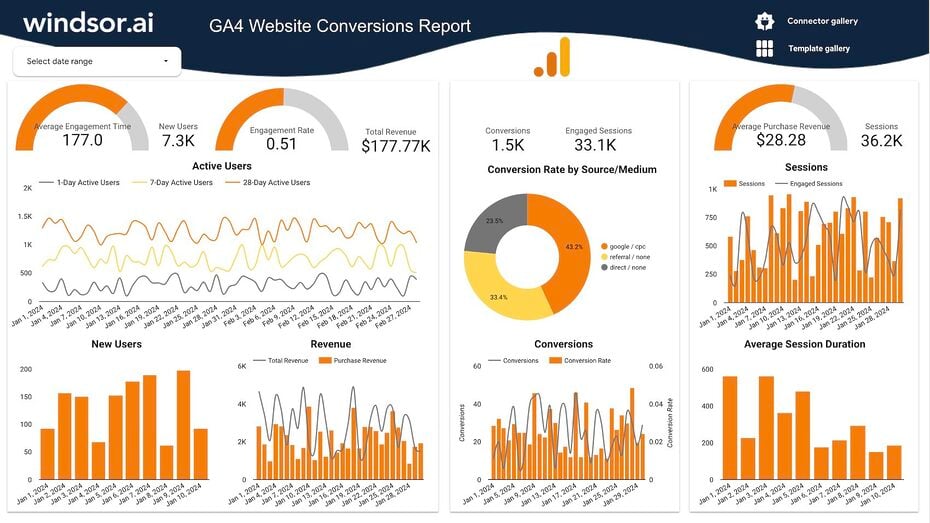 windsor.ai
GA4 Website Conversions Report
Connector gallery
Template gallery
Select date range
Average Engagement Time
177.0
New Users
7.3K
Engagement Rate
0.51
Total Revenue
$177.77K
Active Users
1-Day Active Users
7-Day Active Users
28-Day Active Users
2K
1.5K
1K
500
0
Jan 1, 2024
Jan 4, 2024
Jan 7, 2024
Jan 10, 2024
Jan 13, 2024
Jan 16, 2024
Jan 19, 2024
Jan 22, 2024
Jan 25, 2024
Jan 28, 2024
Jan 31, 2024
Feb 3, 2024
Feb 6, 2024
Feb 9, 2024
Feb 12, 2024
Feb 15, 2024
Feb 18, 2024
Feb 21, 2024
Feb 24, 2024
Feb 27, 2024
Conversions
1.5K
Engaged Sessions
33.1K
Conversion Rate by Source/Medium
23.5%
43.2%
33.4%
google / cpc
referral / none
direct / none
Average Purchase Revenue
$28.28
Sessions
36.2K
Sessions
Sessions
Engaged Sessions
1K
750
500
250
0
Jan 1, 2024
Jan 4, 2024
Jan 7, 2024
Jan 10, 2024
Jan 13, 2024
Jan 16, 2024
Jan 19, 2024
Jan 22, 2024
Jan 25, 2024
Jan 28, 2024
New Users
200
150
100
50
0
Jan 1, 2024
Jan 2, 2024
Jan 3, 2024
Jan 4, 2024
Jan 5, 2024
Jan 6, 2024
Jan 7, 2024
Jan 8, 2024
Jan 9, 2024
Jan 10, 2024
Revenue
Total Revenue
Purchase Revenue
6K
4K
2K
0
Jan 1, 2024
Jan 4, 2024
Jan 7, 2024
Jan 10, 2024
Jan 13, 2024
Jan 16, 2024
Jan 19, 2024
Jan 22, 2024
Jan 25, 2024
Jan 28, 2024
Conversions
Conversions
Conversion Rate
60
40
20
0
Conversions
0.06
0.04
0.02
0
Conversion Rate
Jan 1, 2024
Jan 5, 2024
Jan 9, 2024
Jan 13, 2024
Jan 17, 2024
Jan 21, 2024
Jan 25, 2024
Jan 29, 2024
Average Session Duration
600
400
200
0
Jan 1, 2024
Jan 2, 2024
Jan 3, 2024
Jan 4, 2024
Jan 5, 2024
Jan 6, 2024
Jan 7, 2024
Jan 8, 2024
Jan 9, 2024
Jan 10, 2024